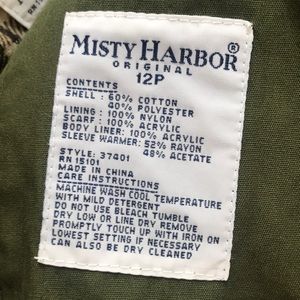 MISTY HARBOR®
ORIGINAL
12P
CONTENTS
SHELL : 60% COTTON
40% POLYESTER
LINING : 100% NYLON
SCARF : 100% ACRYLIC
BODY LINER: 100% ACRYLIC
SLEEVE WARMER: 52% RAYON
48% ACETATE
STYLE: 37401
RN 15101
MADE IN CHINA
CARE INSTRUCTIONS
MACHINE WASH COOL TEMPERATURE
WITH MILD DETERGENT
DO NOT USE BLEACH TUMBLE
DRY LOW OR LINE DRY REMOVE
PROMPTLY TOUCH UP WITH IRON ON
LOWEST SETTING IF NECESSARY
CAN ALSO BE DRY CLEANED